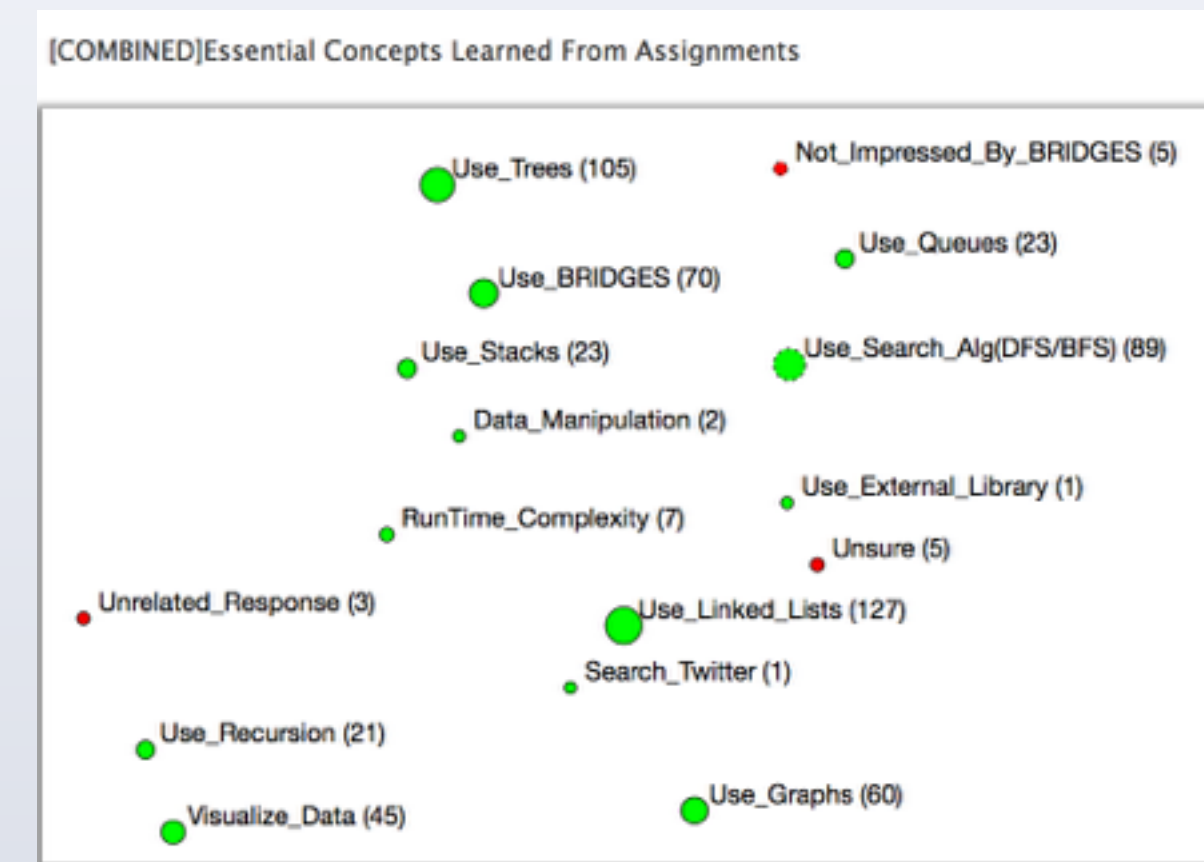 [COMBINED]Essential Concepts Learned From Assignments
Not_Impressed_By_BRIDGES (5)
Use_Trees (105)
Use_Queues (23)
Use_BRIDGES (70)
Use_Search_Alg(DFS/BFS) (89)
Use_Stacks (23)
Data_Manipulation (2)
Use_External_Library (1)
RunTime_Complexity (7)
Unsure (5)
Unrelated_Response (3)
Use_Linked_Lists (127)
Search_Twitter (1)
Use_Recursion (21)
Use_Graphs (60)
Visualize_Data (45)